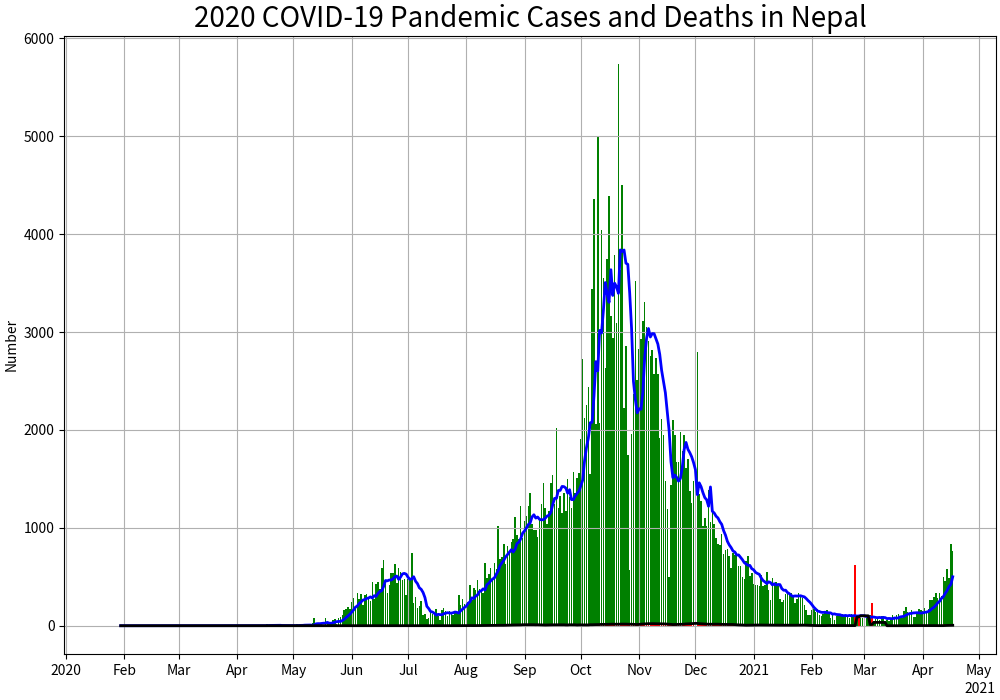 2020 COVID-19 Pandemic Cases and Deaths in Nepal
6000
5000
4000
3000
2000
1000
0
Number
2020 Feb Mar Apr May Jun Jul Aug Sep Oct Nov Dec 2021 Feb Mar Apr May
2021